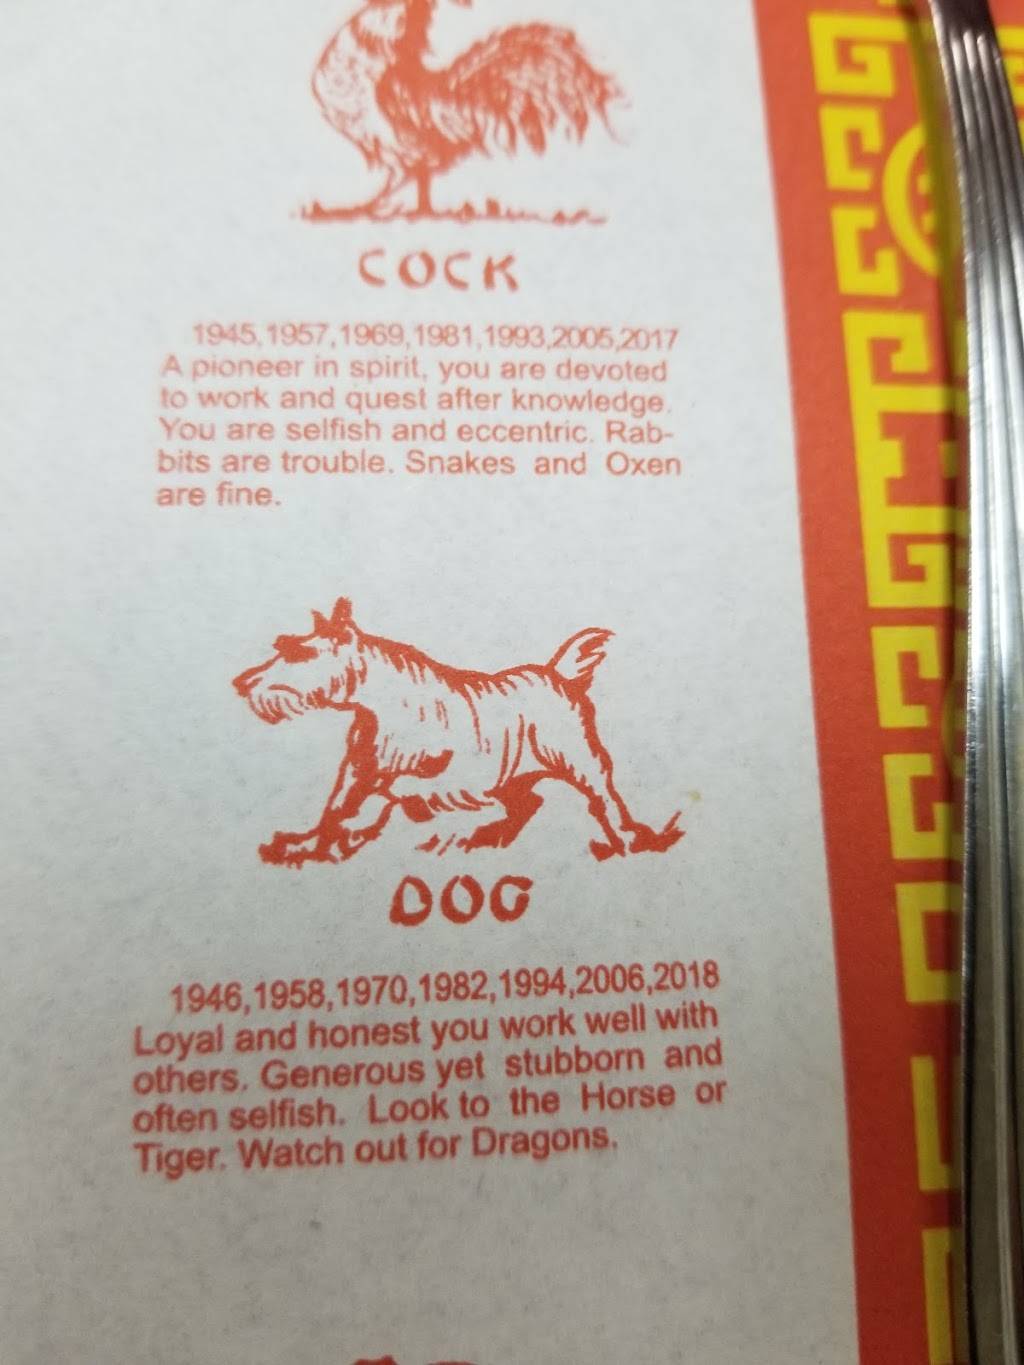 COCK
1945,1957,1969,1981,1993,2005,2017
A pioneer in spirit, you are devoted
to work and quest after knowledge.
You are selfish and eccentric. Rab-
bits are trouble. Snakes and Oxen
are fine.
DOG
1946,1958,1970,1982,1994,2006,2018
Loyal and honest you work well with
others. Generous yet stubborn and
often selfish. Look to the Horse or
Tiger. Watch out for Dragons.